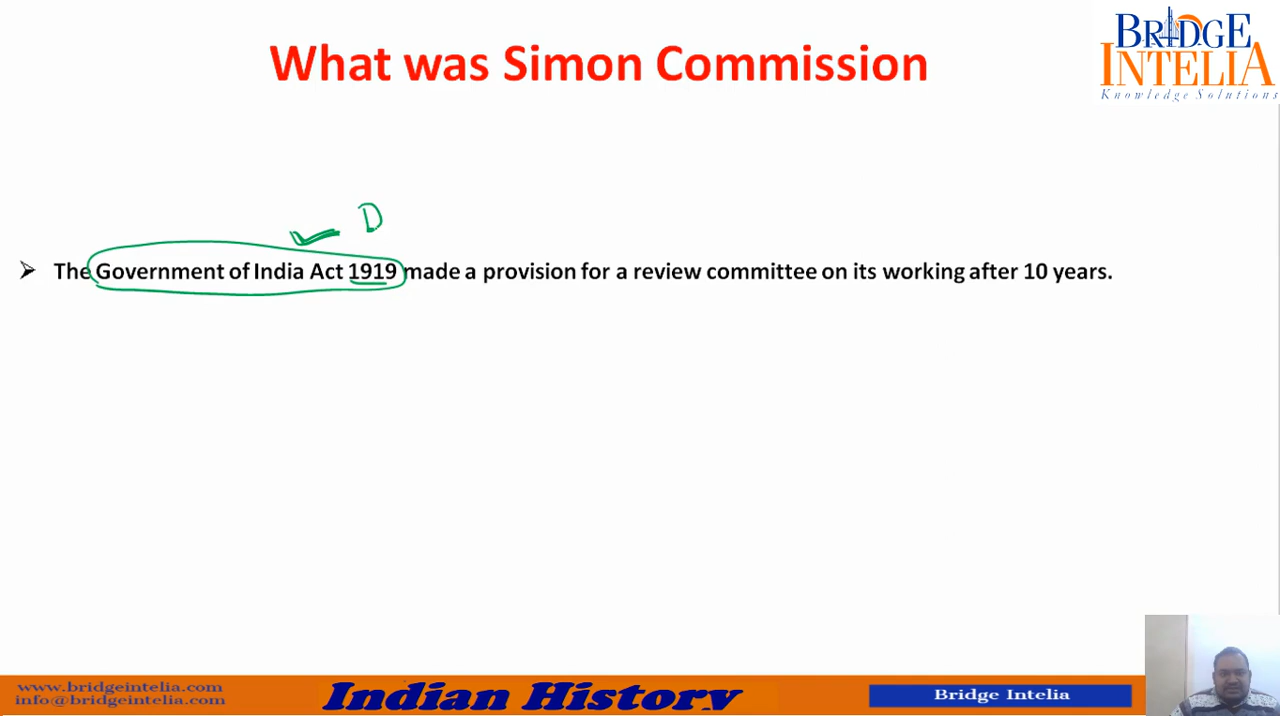 What was Simon Commission
BRIDGE
INTELIA
Knowledge Solutions
D
➢ The Government of India Act 1919 made a provision for a review committee on its working after 10 years.
www.bridgeintelia.com
info@bridgeintelia.com
Indian History
Bridge Intelia